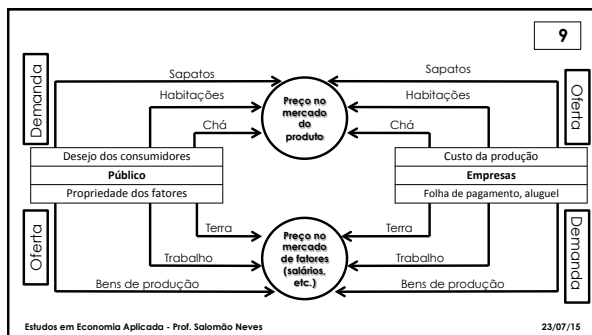 9
Demanda
Sapatos
Habitações
Chá
Preço no
mercado
do
produto
Sapatos
Habitações
Chá
Oferta
Desejo dos consumidores
Público
Propriedade dos fatores
Custo da produção
Empresas
Folha de pagamento, aluguel
Oferta
Terra
Trabalho
Bens de produção
Preço no
mercado
de fatores
(salários,
etc.)
Terra
Trabalho
Bens de produção
Demanda
Estudos em Economia Aplicada - Prof. Salomão Neves
23/07/15